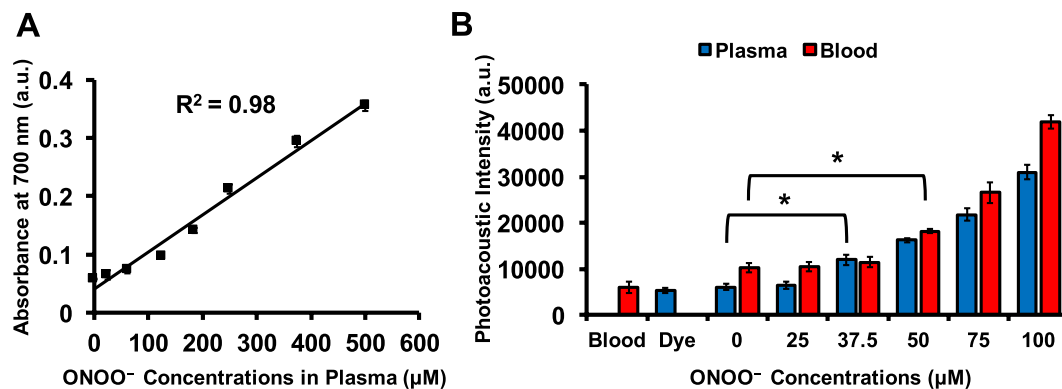 A
Absorbance at 700 nm (a.u.)
0.4
0.3
0.2
0.1
0
R² = 0.98
0 100 200 300 400 500
ONOO⁻ Concentrations in Plasma (µM)
B
Plasma Blood
Photoacoustic Intensity (a.u.)
50000
40000
30000
20000
10000
0
*
*
Blood Dye 0 25 37.5 50 75 100
ONOO⁻ Concentrations (µM)